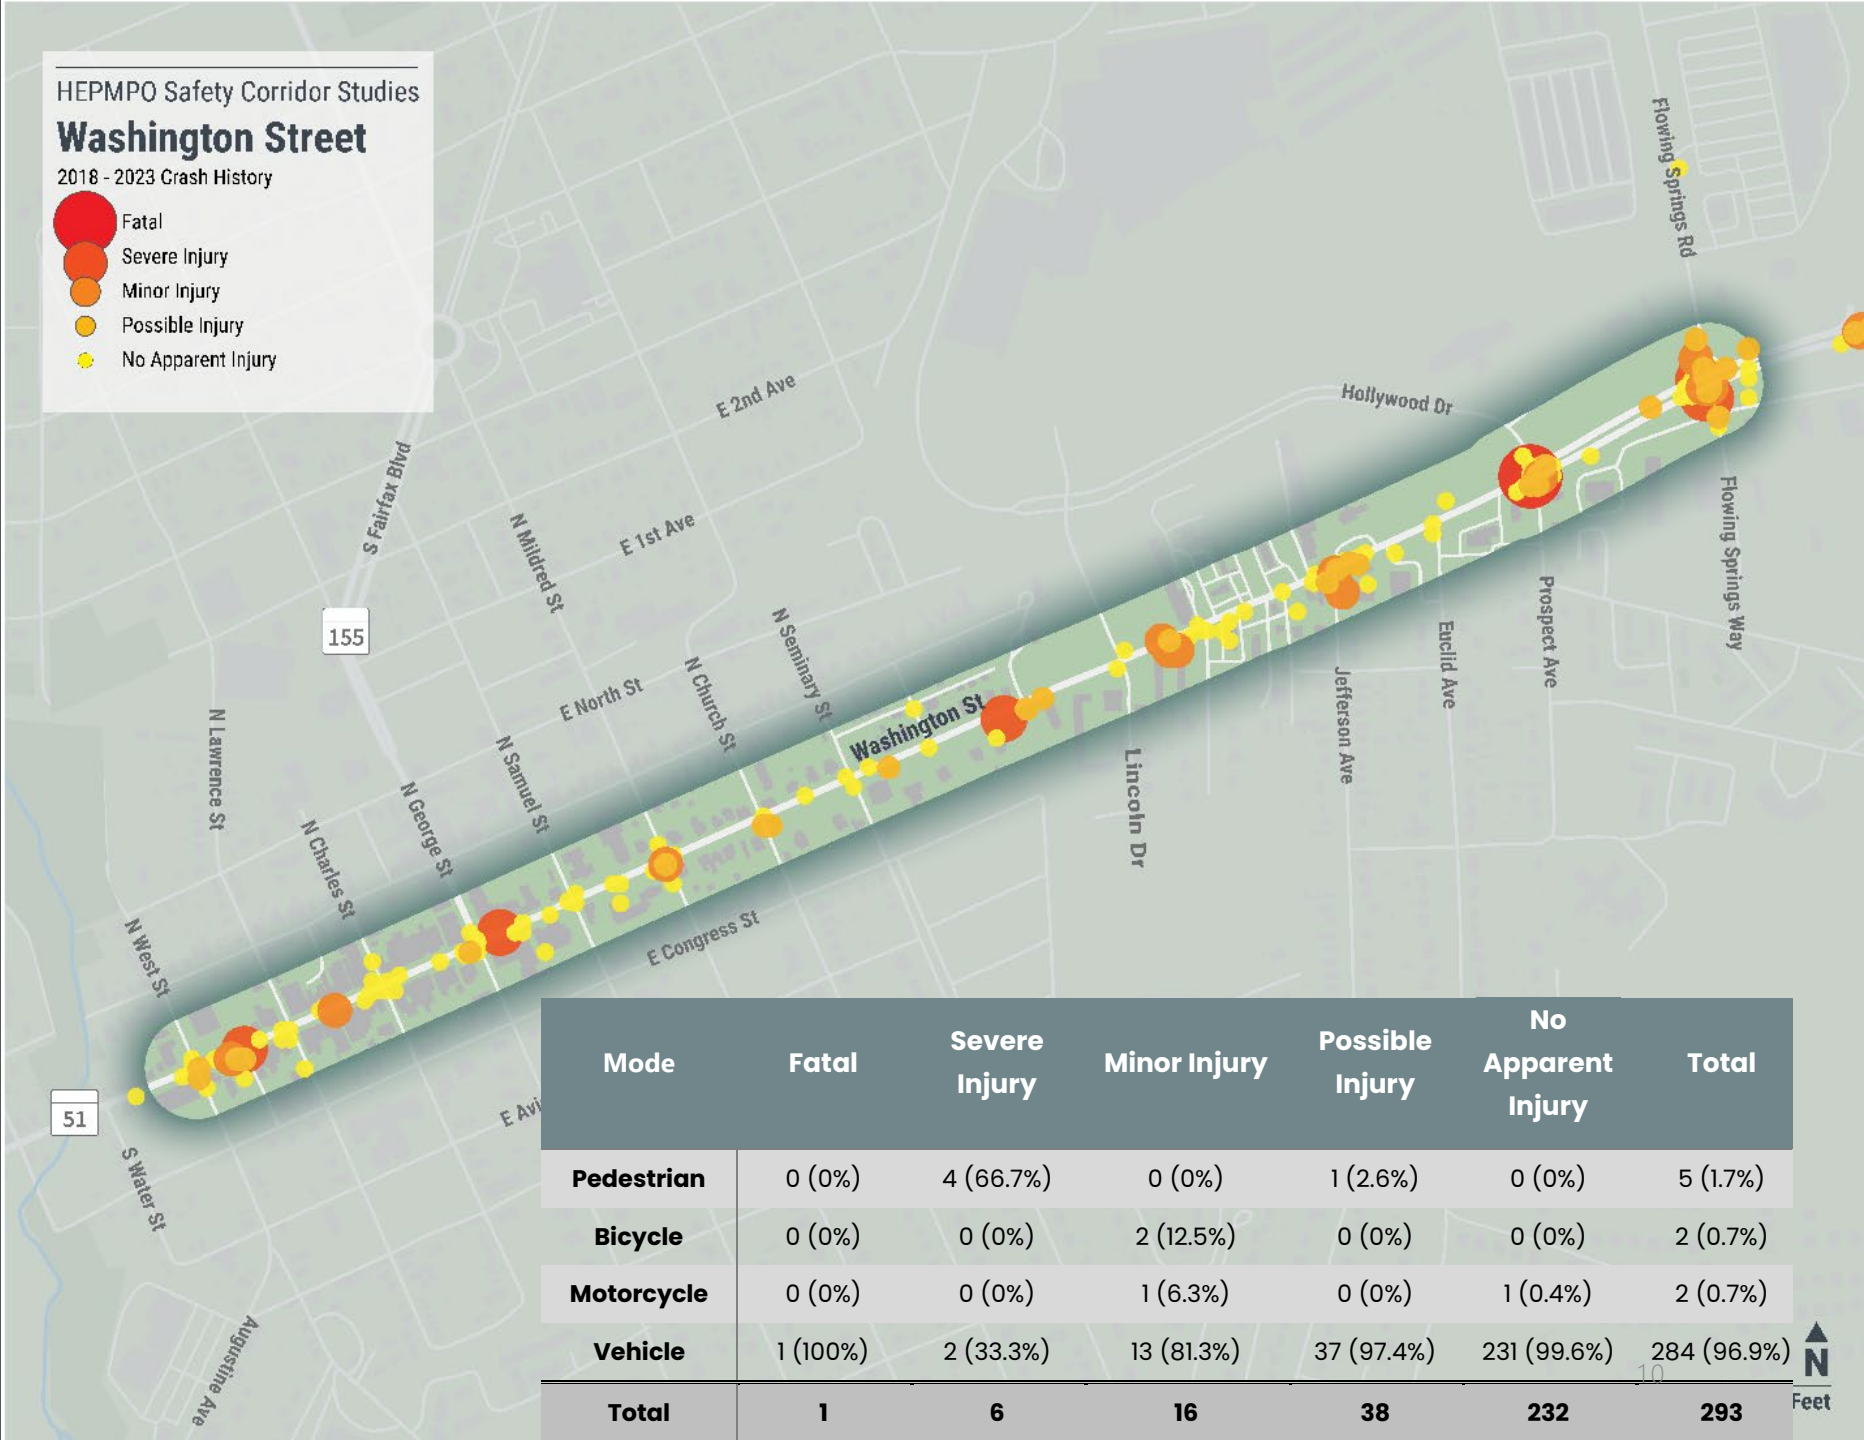 HEPMPO Safety Corridor Studies
Washington Street
2018 - 2023 Crash History
Fatal
Severe Injury
Minor Injury
Possible Injury
No Apparent Injury
Flowing Springs Rd
Hollywood Dr
E 2nd Ave
S Fairfax Blvd
N Mildred St
E 1st Ave
155
N Seminary St
E North St
N Church St
Washington St
Flowing Springs Way
Prospect Ave
Euclid Ave
Jefferson Ave
Lincoln Dr
N Lawrence St
N Samuel St
N George St
N Charles St
E Congress St
N West St
51
E Avi
S Water St
Augustine Ave
Mode Fatal Severe Injury Minor Injury Possible Injury No Apparent Injury Total
Pedestrian 0 (0%) 4 (66.7%) 0 (0%) 1 (2.6%) 0 (0%) 5 (1.7%)
Bicycle 0 (0%) 0 (0%) 2 (12.5%) 0 (0%) 0 (0%) 2 (0.7%)
Motorcycle 0 (0%) 0 (0%) 1 (6.3%) 0 (0%) 1 (0.4%) 2 (0.7%)
Vehicle 1 (100%) 2 (33.3%) 13 (81.3%) 37 (97.4%) 231 (99.6%) 284 (96.9%)
Total 1 6 16 38 232 293
10
N
Feet